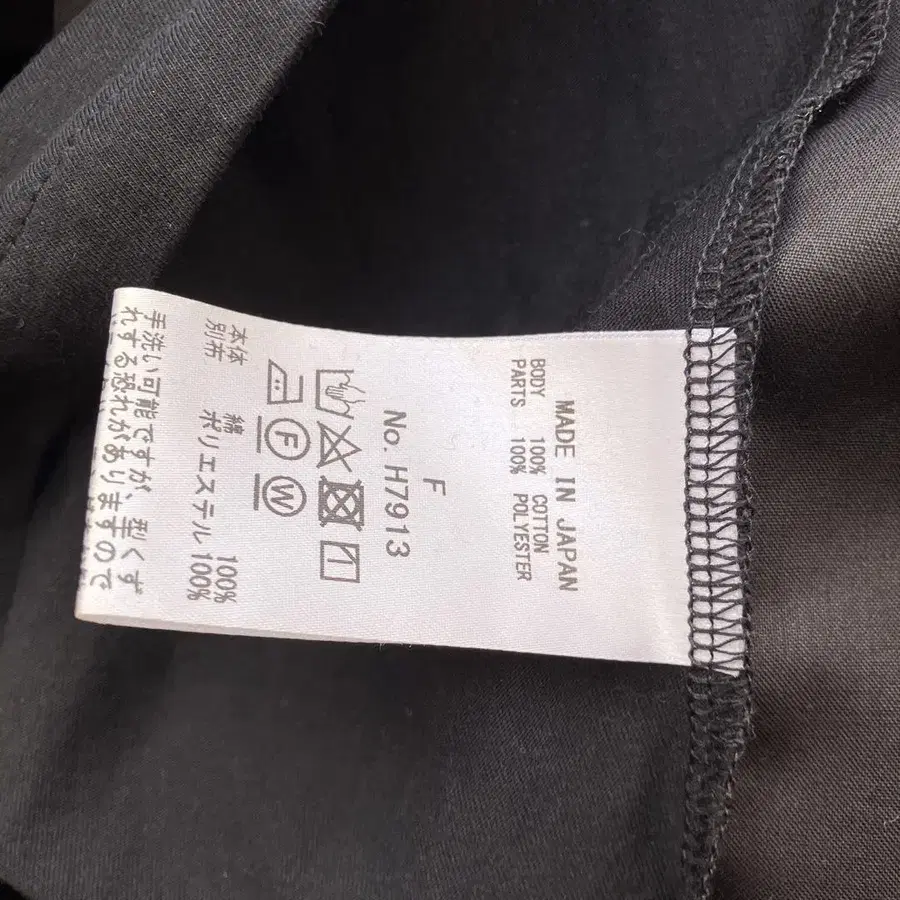 MADE IN JAPAN
BODY 100% COTTON
PARTS 100% POLYESTER
F
No. H7913
F W
本体 綿 100%
別布 ポリエステル 100%
手洗い可能ですが、型くず
れする恐れがありますので